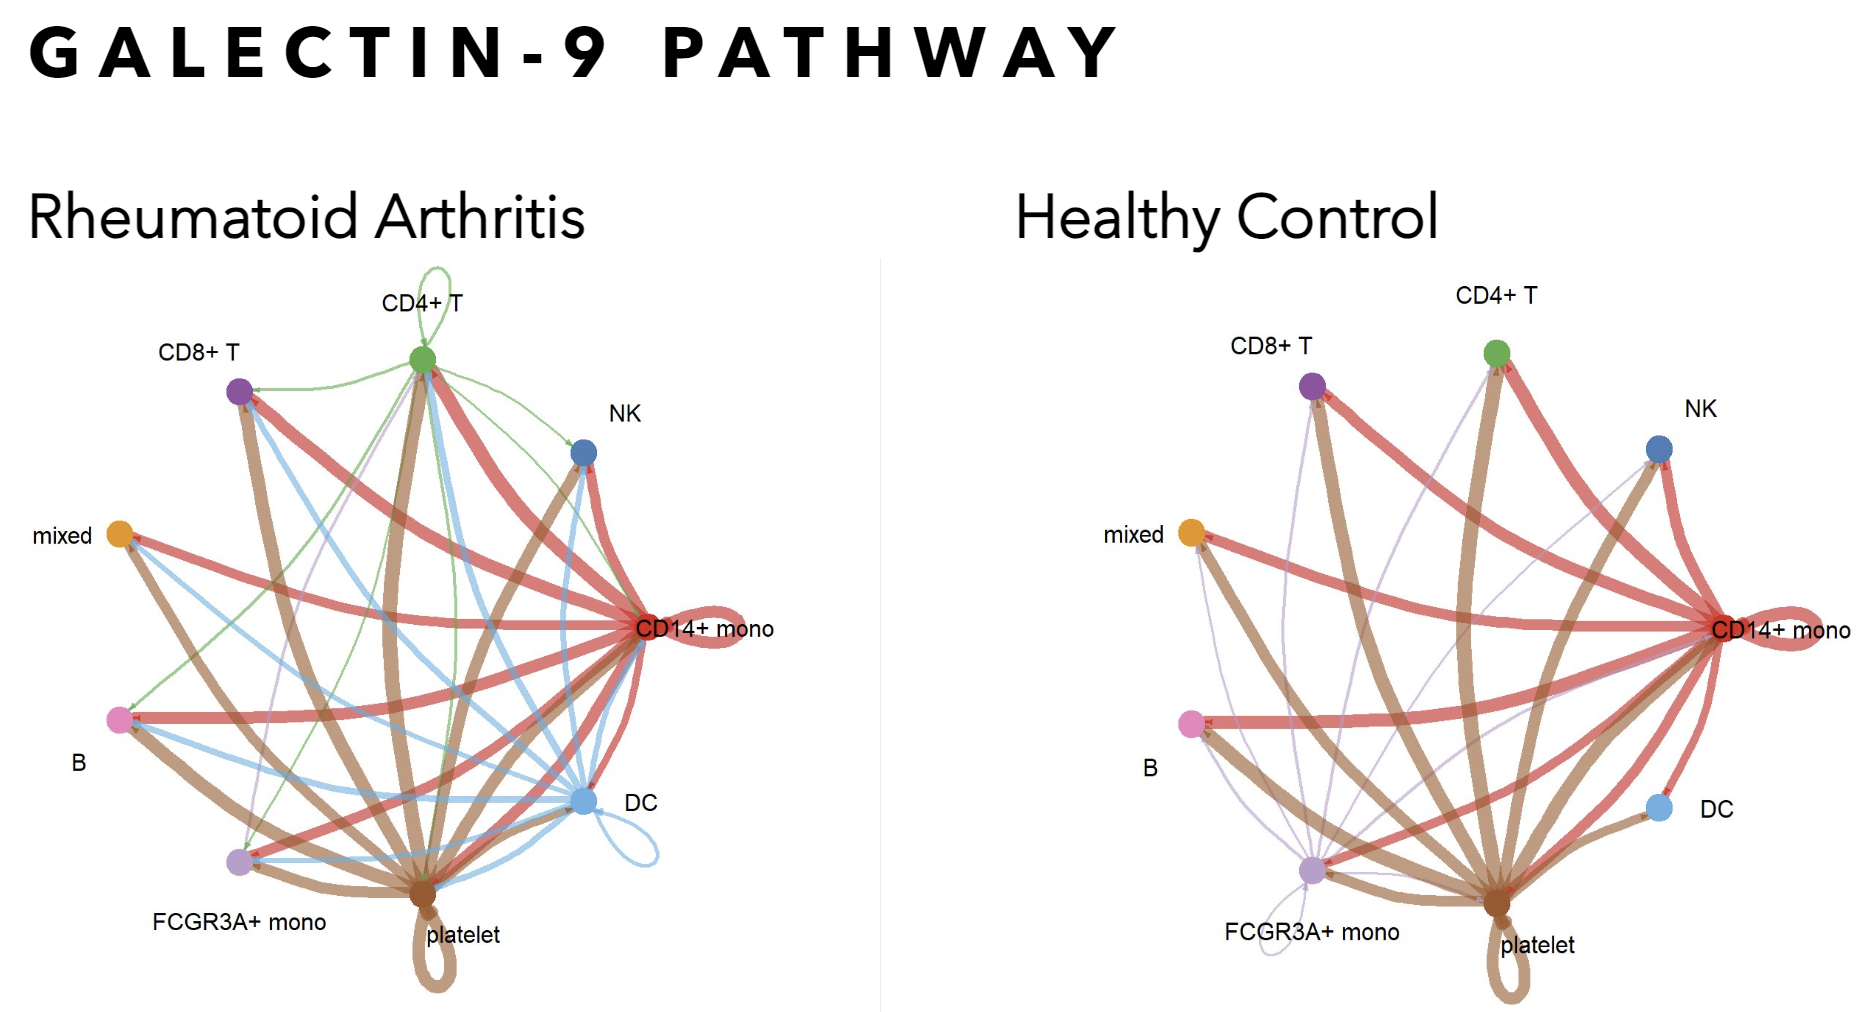 GALECTIN-9 PATHWAY
Rheumatoid Arthritis
CD4+ T
CD8+ T
NK
mixed
CD14+ mono
B
DC
FCGR3A+ mono
platelet
Healthy Control
CD4+ T
CD8+ T
NK
mixed
CD14+ mono
B
DC
FCGR3A+ mono
platelet